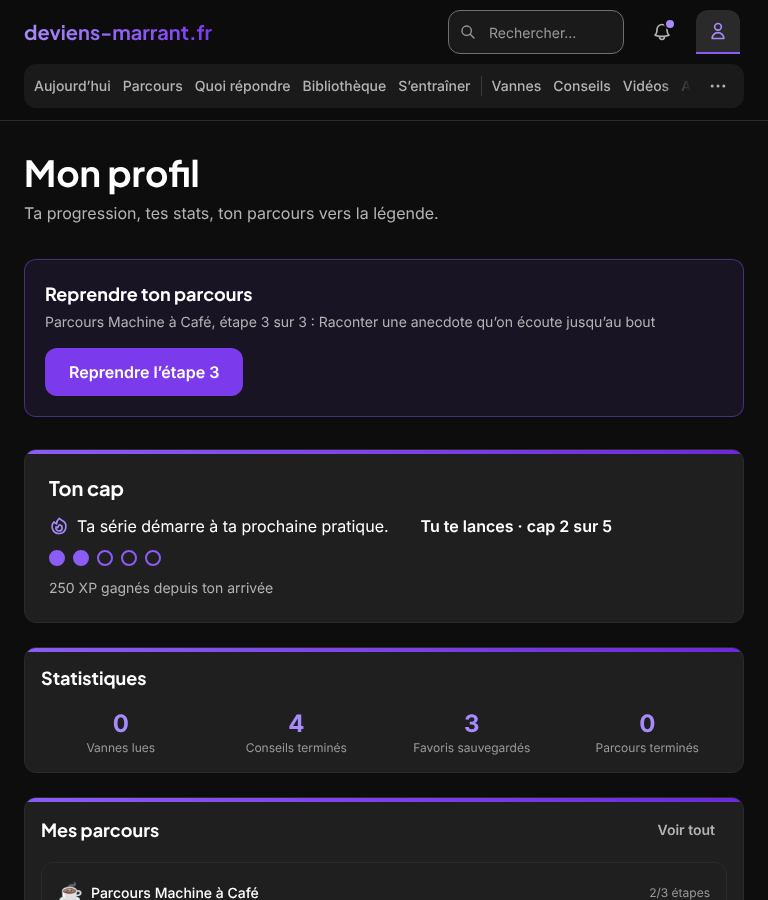 deviens-marrant.fr
Rechercher...
Aujourd’hui Parcours Quoi répondre Bibliothèque S’entraîner Vannes Conseils Vidéos A ...
Mon profil
Ta progression, tes stats, ton parcours vers la légende.
Reprendre ton parcours
Parcours Machine à Café, étape 3 sur 3 : Raconter une anecdote qu’on écoute jusqu’au bout
Reprendre l’étape 3
Ton cap
Ta série démarre à ta prochaine pratique. Tu te lances · cap 2 sur 5
250 XP gagnés depuis ton arrivée
Statistiques
0 4 3 0
Vannes lues Conseils terminés Favoris sauvegardés Parcours terminés
Mes parcours Voir tout
Parcours Machine à Café 2/3 étapes